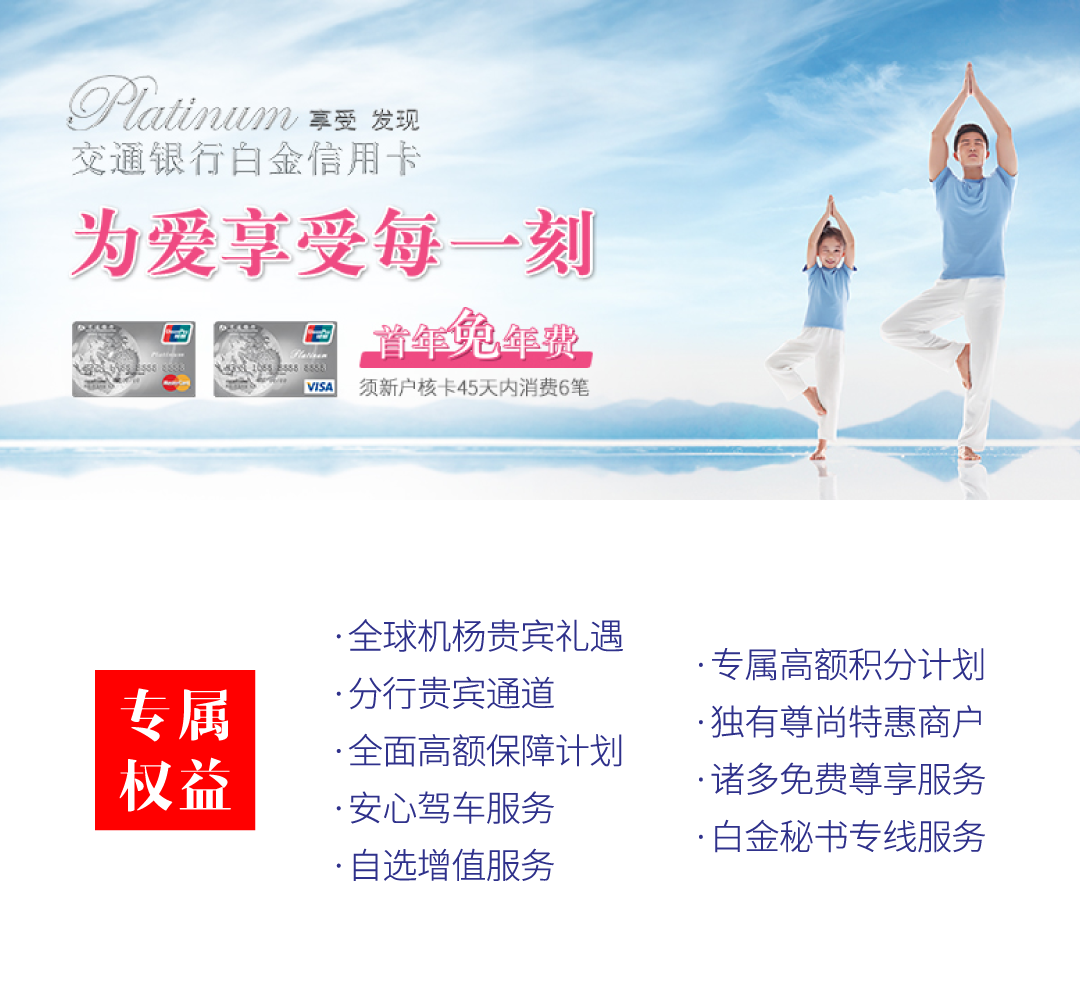 Platinum 享受 发现
交通银行白金信用卡
为爱享受每一刻
首年免年费
须新户核卡45天内消费6笔
Platinum
MasterCard
Platinum
VISA
专属
权益
·全球机杨贵宾礼遇
·分行贵宾通道
·全面高额保障计划
·安心驾车服务
·自选增值服务
·专属高额积分计划
·独有尊尚特惠商户
·诸多免费尊享服务
·白金秘书专线服务